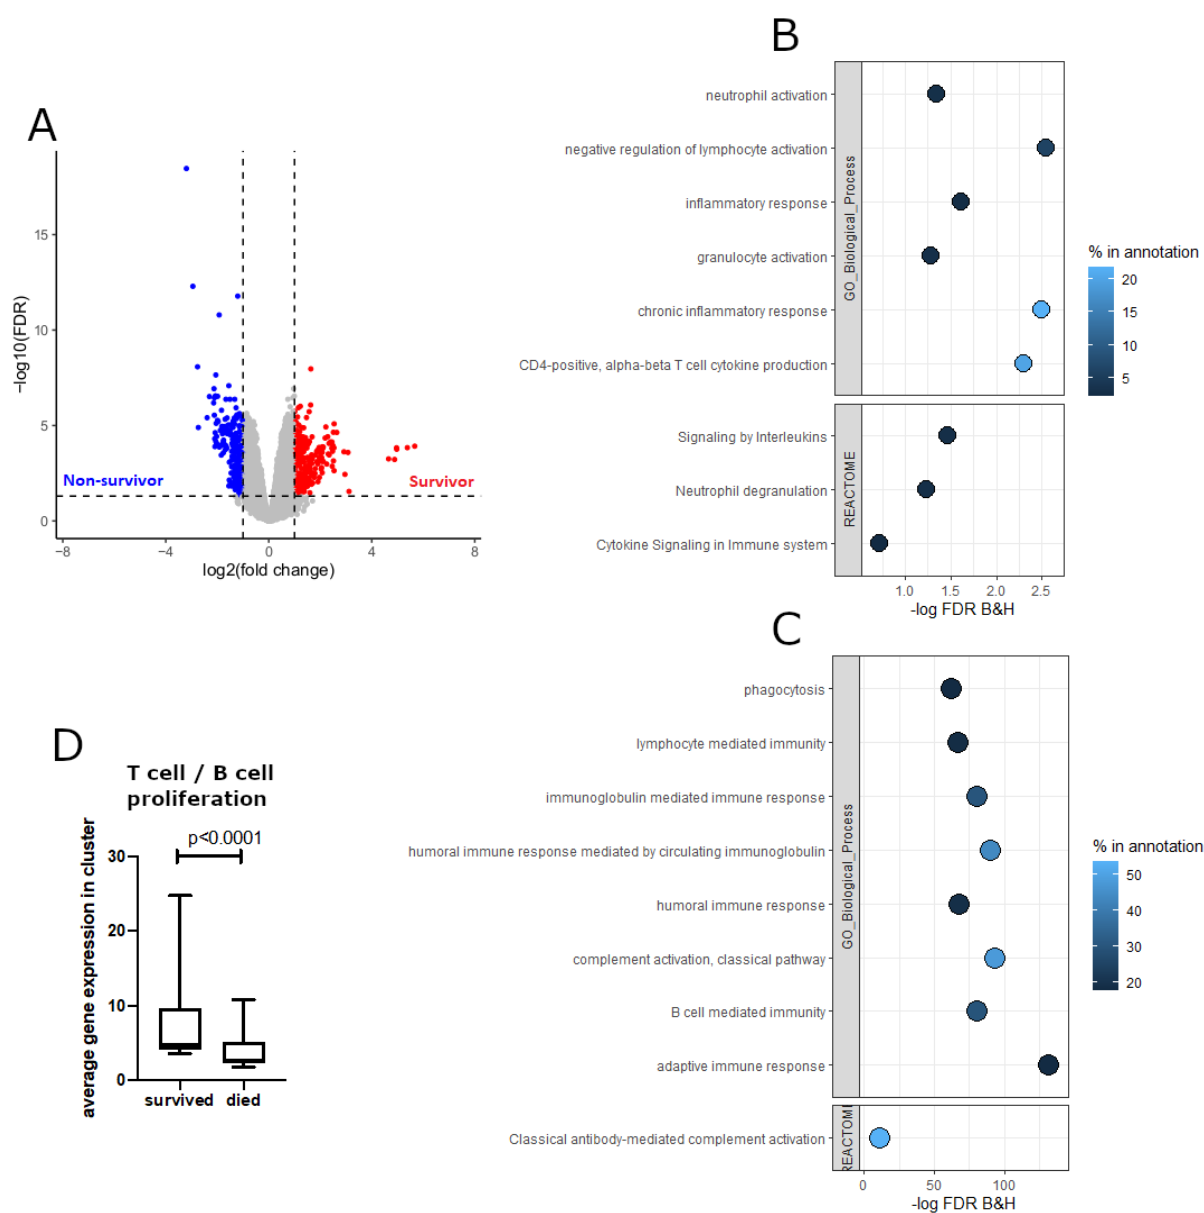 A
15
10
5
0
−log10(FDR)
Non-survivor
Survivor
−8
−4
0
4
8
log2(fold change)
B
neutrophil activation
negative regulation of lymphocyte activation
inflammatory response
granulocyte activation
chronic inflammatory response
CD4-positive, alpha-beta T cell cytokine production
GO_Biological_Process
Signaling by Interleukins
Neutrophil degranulation
Cytokine Signaling in Immune system
REACTOME
1.0
1.5
2.0
2.5
-log FDR B&H
% in annotation
20
15
10
5
C
phagocytosis
lymphocyte mediated immunity
immunoglobulin mediated immune response
humoral immune response mediated by circulating immunoglobulin
humoral immune response
complement activation, classical pathway
B cell mediated immunity
adaptive immune response
GO_Biological_Process
Classical antibody-mediated complement activation
REACTOME
0
50
100
-log FDR B&H
% in annotation
50
40
30
20
D
T cell / B cell
proliferation
p<0.0001
average gene expression in cluster
30
20
10
0
survived
died